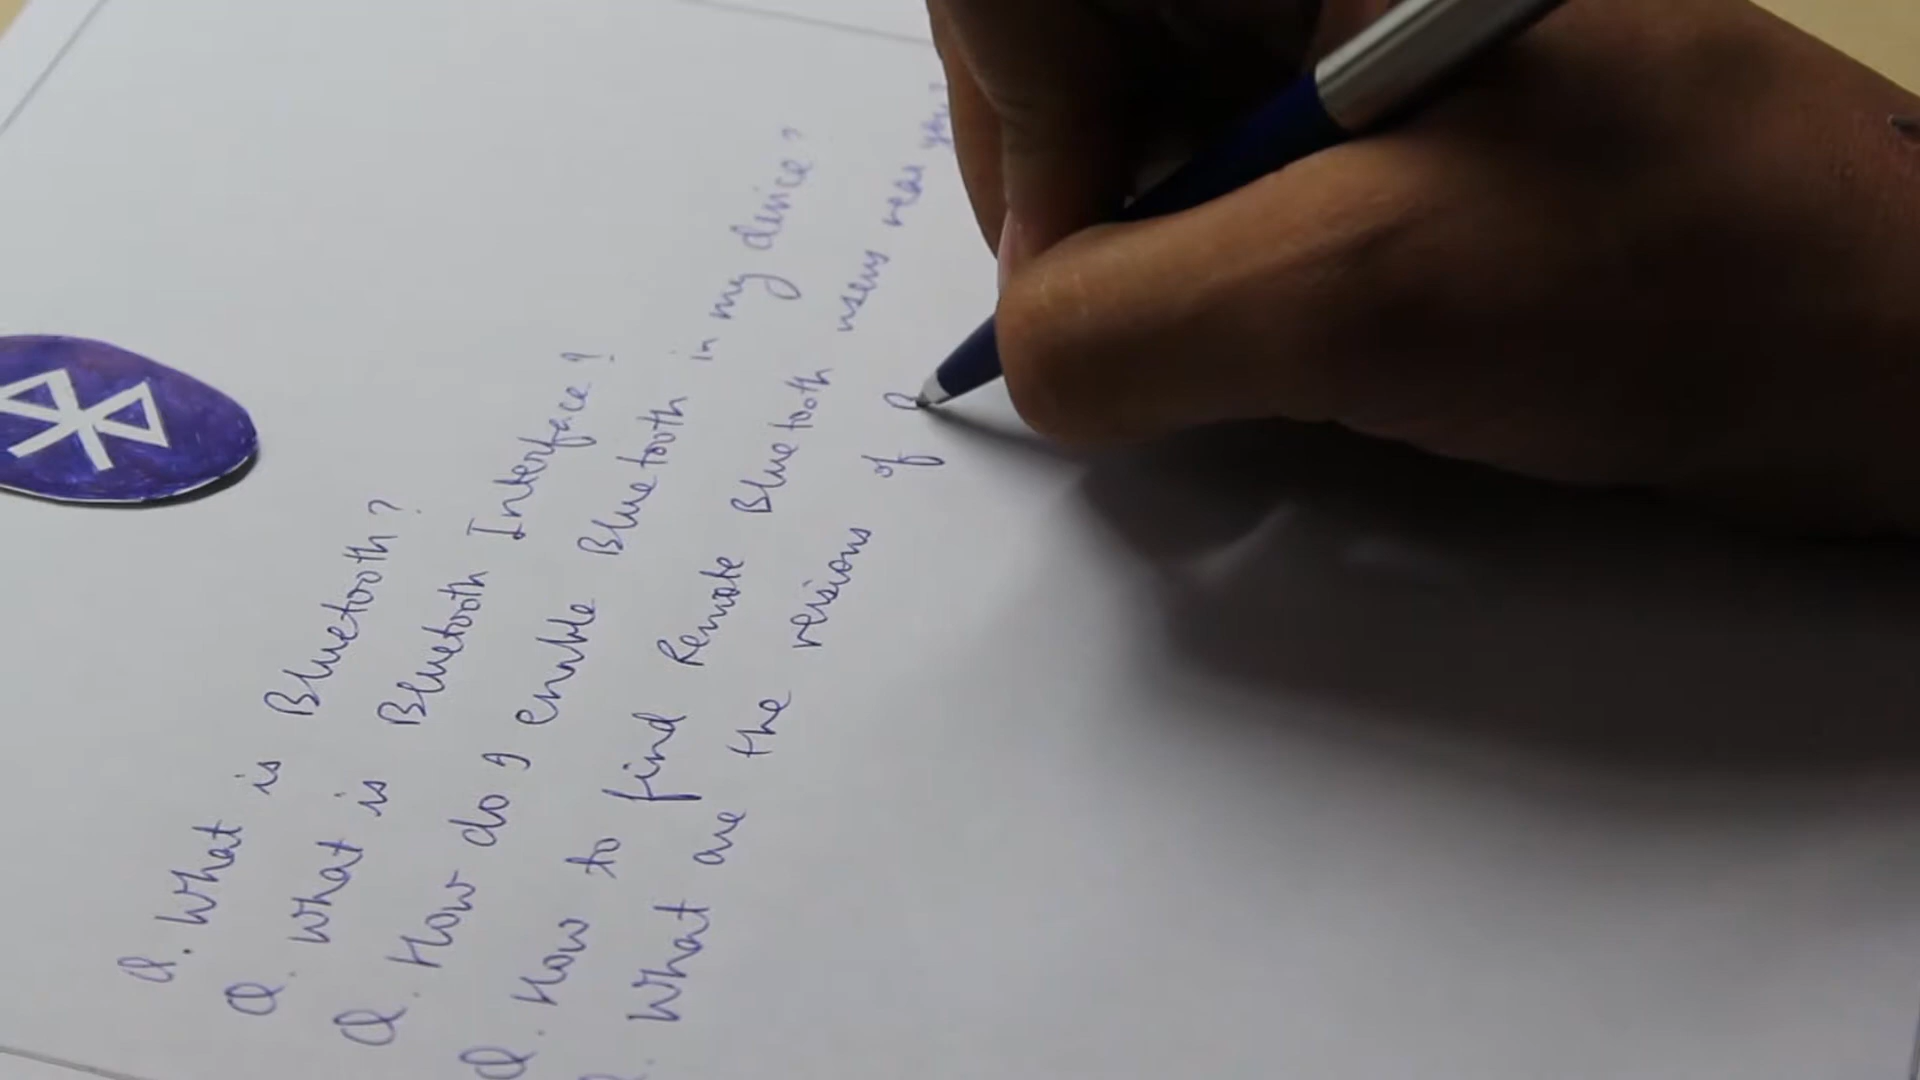 Q. What is Bluetooth?
Q. What is Bluetooth Interface?
Q. How do I enable Bluetooth in my device?
Q. How to find Remote Bluetooth users near you?
Q. What are the versions of